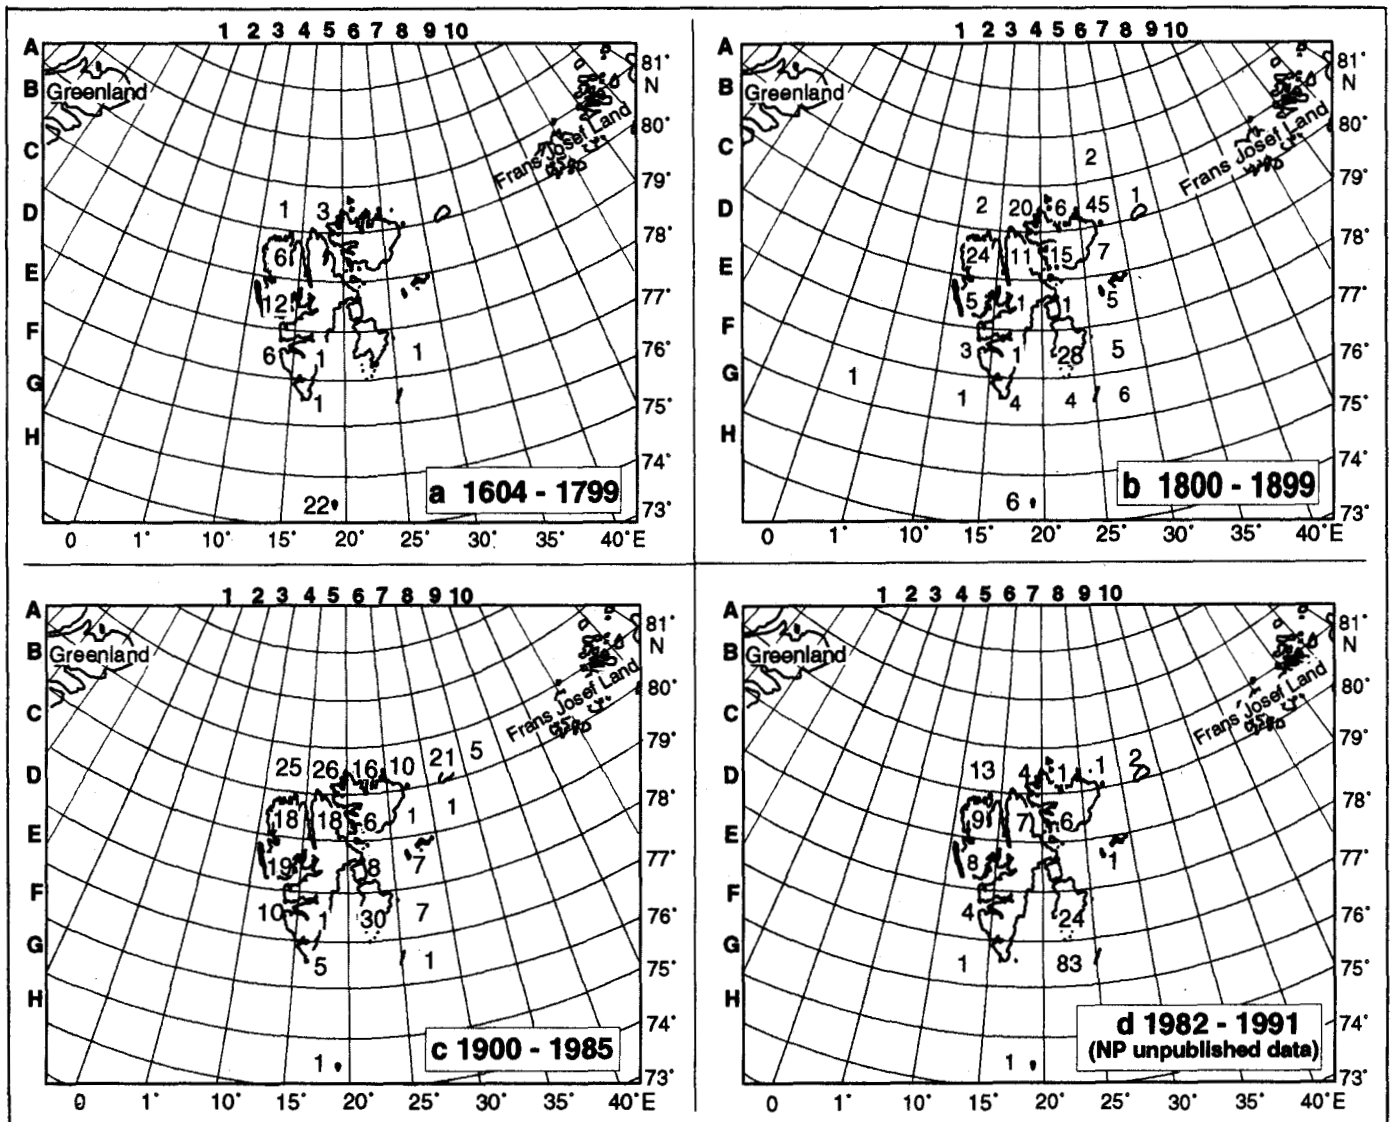 1 2 3 4 5 6 7 8 9 10
A
81°
N
B
Greenland
80°
C
Frans Josef Land
79°
1 3
D
78°
6
E
77°
12
F
6 1 1
76°
G
1
75°
H
74°
a 1604 - 1799
22
73°
0 1° 10° 15° 20° 25° 30° 35° 40°E
1 2 3 4 5 6 7 8 9 10
A
81°
N
B
Greenland
80°
C
Frans Josef Land
2
79°
2 20 6 45 1
D
78°
24 11 15 7
E
77°
5 1 1 5
F
3 1 28 5
76°
G
1
1 4 4 6
75°
H
74°
b 1800 - 1899
6
73°
0 1° 10° 15° 20° 25° 30° 35° 40°E
1 2 3 4 5 6 7 8 9 10
A
81°
N
B
Greenland
80°
C
Frans Josef Land
79°
25 26 16 10 21 5
D
78°
18 18 6 1 1
E
77°
19 8 7
F
10 1 30 7
76°
G
5 1
75°
H
74°
c 1900 - 1985
1
73°
0 1° 10° 15° 20° 25° 30° 35° 40°E
1 2 3 4 5 6 7 8 9 10
A
81°
N
B
Greenland
80°
C
Frans Josef Land
79°
13 4 1 1 2
D
78°
9 7 6
E
77°
8 1
F
4 24
76°
G
1 83
75°
H
74°
d 1982 - 1991
(NP unpublished data)
1
73°
0 1° 10° 15° 20° 25° 30° 35° 40°E